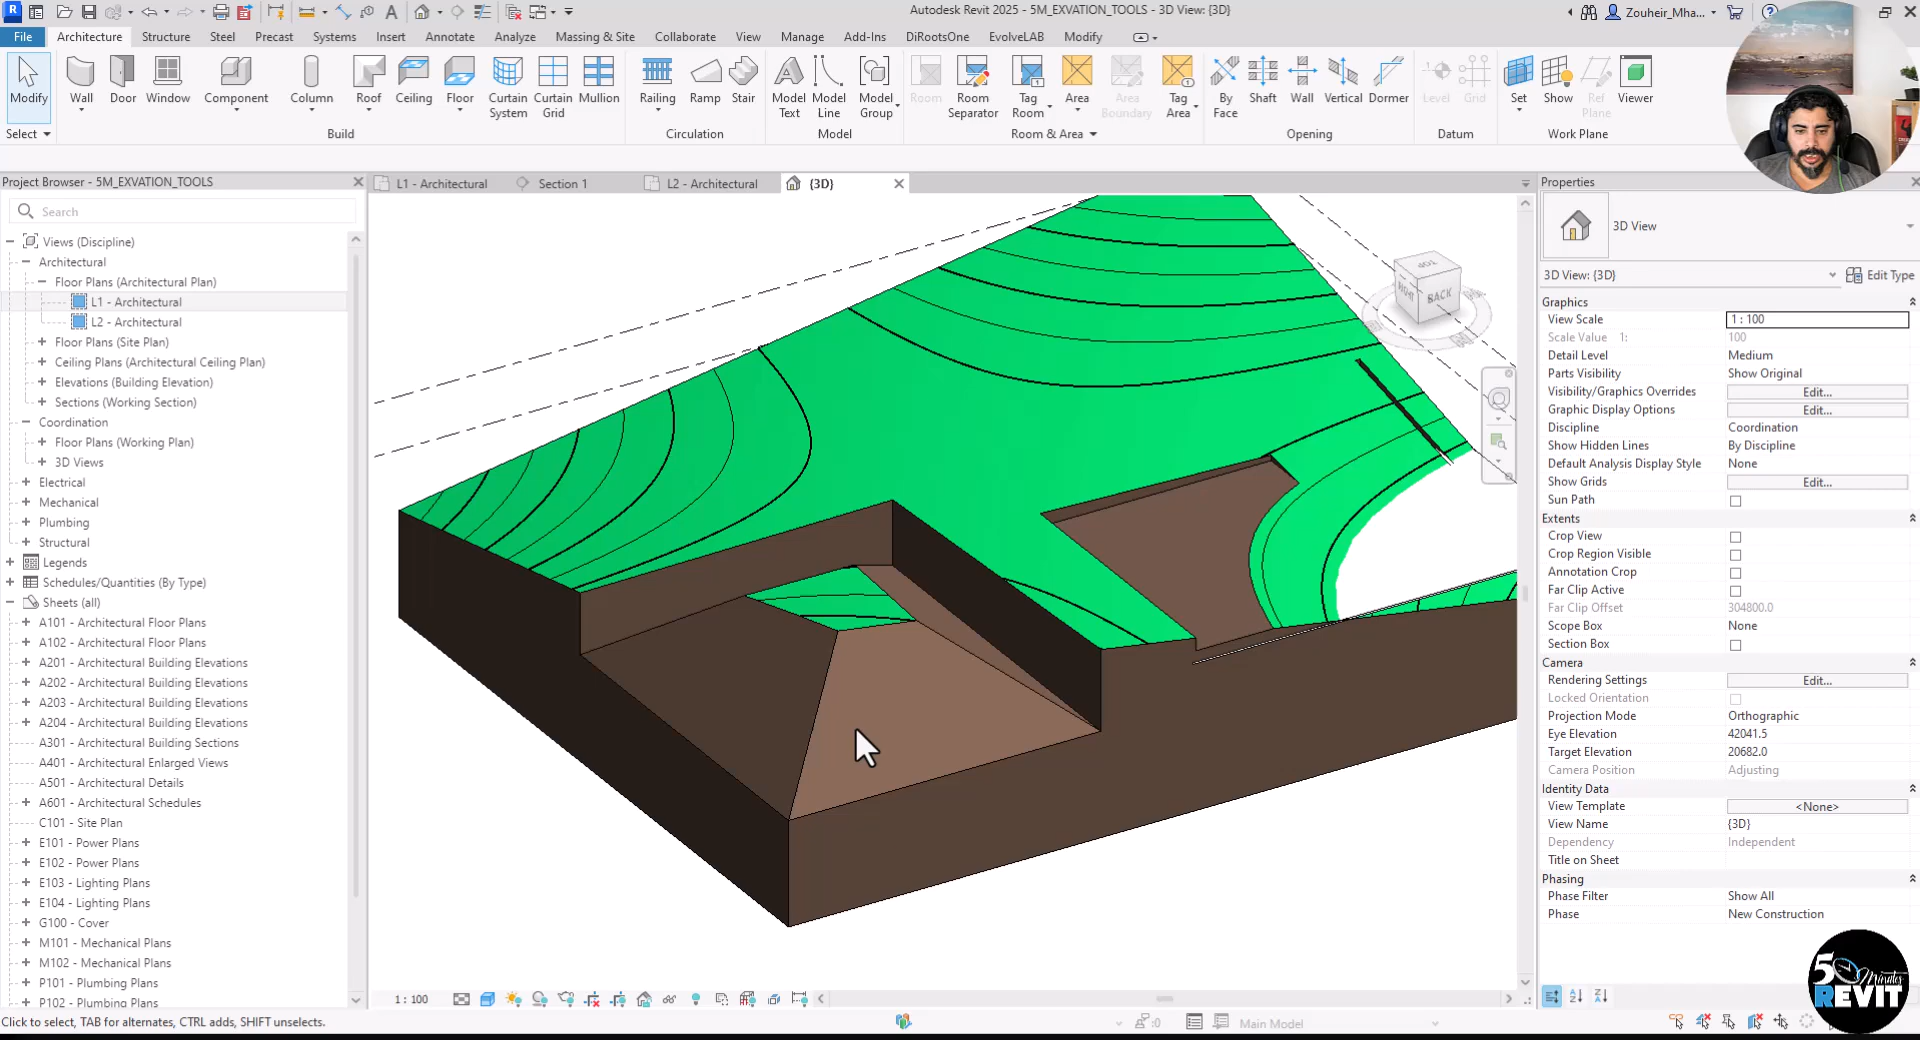 Autodesk Revit 2025 - 5M_EXVATION_TOOLS - 3D View: {3D}
Zouheir_Mha...
File Architecture Structure Steel Precast Systems Insert Annotate Analyze Massing & Site Collaborate View Manage Add-Ins DiRootsOne EvolveLAB Modify
Modify Wall Door Window Component Column Roof Ceiling Floor Curtain System Curtain Grid Mullion Railing Ramp Stair Model Text Model Line Model Group Room Room Separator Tag Room Area Area Boundary Tag Area By Face Shaft Wall Vertical Dormer Level Grid Set Show Ref Plane Viewer
Select Build Circulation Model Room & Area Opening Datum Work Plane
Project Browser - 5M_EXVATION_TOOLS
Search
Views (Discipline)
Architectural
Floor Plans (Architectural Plan)
L1 - Architectural
L2 - Architectural
Floor Plans (Site Plan)
Ceiling Plans (Architectural Ceiling Plan)
Elevations (Building Elevation)
Sections (Working Section)
Coordination
Floor Plans (Working Plan)
3D Views
Electrical
Mechanical
Plumbing
Structural
Legends
Schedules/Quantities (By Type)
Sheets (all)
A101 - Architectural Floor Plans
A102 - Architectural Floor Plans
A201 - Architectural Building Elevations
A202 - Architectural Building Elevations
A203 - Architectural Building Elevations
A204 - Architectural Building Elevations
A301 - Architectural Building Sections
A401 - Architectural Enlarged Views
A501 - Architectural Details
A601 - Architectural Schedules
C101 - Site Plan
E101 - Power Plans
E102 - Power Plans
E103 - Lighting Plans
E104 - Lighting Plans
G100 - Cover
M101 - Mechanical Plans
M102 - Mechanical Plans
P101 - Plumbing Plans
P102 - Plumbing Plans
L1 - Architectural Section 1 L2 - Architectural {3D}
RIGHT BACK
1 : 100
Properties
3D View
3D View: {3D} Edit Type
Graphics
View Scale 1 : 100
Scale Value 1: 100
Detail Level Medium
Parts Visibility Show Original
Visibility/Graphics Overrides Edit...
Graphic Display Options Edit...
Discipline Coordination
Show Hidden Lines By Discipline
Default Analysis Display Style None
Show Grids Edit...
Sun Path
Extents
Crop View
Crop Region Visible
Annotation Crop
Far Clip Active
Far Clip Offset 304800.0
Scope Box None
Section Box
Camera
Rendering Settings Edit...
Locked Orientation
Projection Mode Orthographic
Eye Elevation 42041.5
Target Elevation 20682.0
Camera Position Adjusting
Identity Data
View Template <None>
View Name {3D}
Dependency Independent
Title on Sheet
Phasing
Phase Filter Show All
Phase New Construction
5 Minutes
REVIT
Click to select, TAB for alternates, CTRL adds, SHIFT unselects.
:0 Main Model